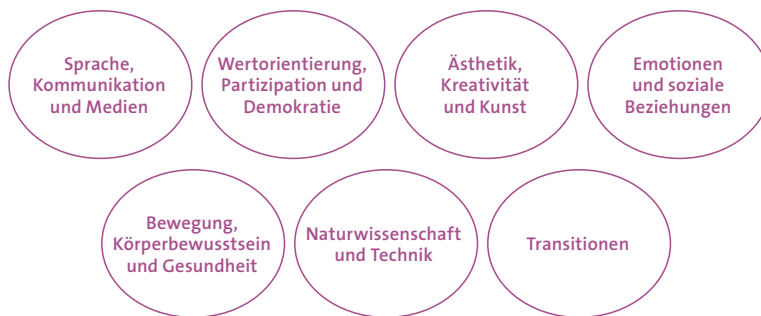 Sprache,
Kommunikation
und Medien
Wertorientierung,
Partizipation und
Demokratie
Ästhetik,
Kreativität
und Kunst
Emotionen
und soziale
Beziehungen
Bewegung,
Körperbewusstsein
und Gesundheit
Naturwissenschaft
und Technik
Transitionen